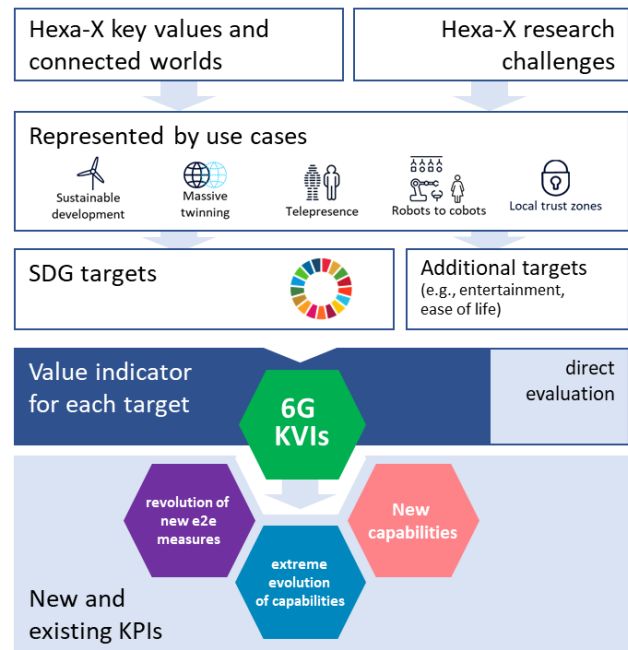 Hexa-X key values and
connected worlds
Hexa-X research
challenges
Represented by use cases
Sustainable
development
Massive
twinning
Telepresence
Robots to cobots
Local trust zones
SDG targets
Additional targets
(e.g., entertainment,
ease of life)
Value indicator
for each target
6G
KVIs
direct
evaluation
revolution of
new e2e
measures
New
capabilities
extreme
evolution
of capabilities
New and
existing KPIs